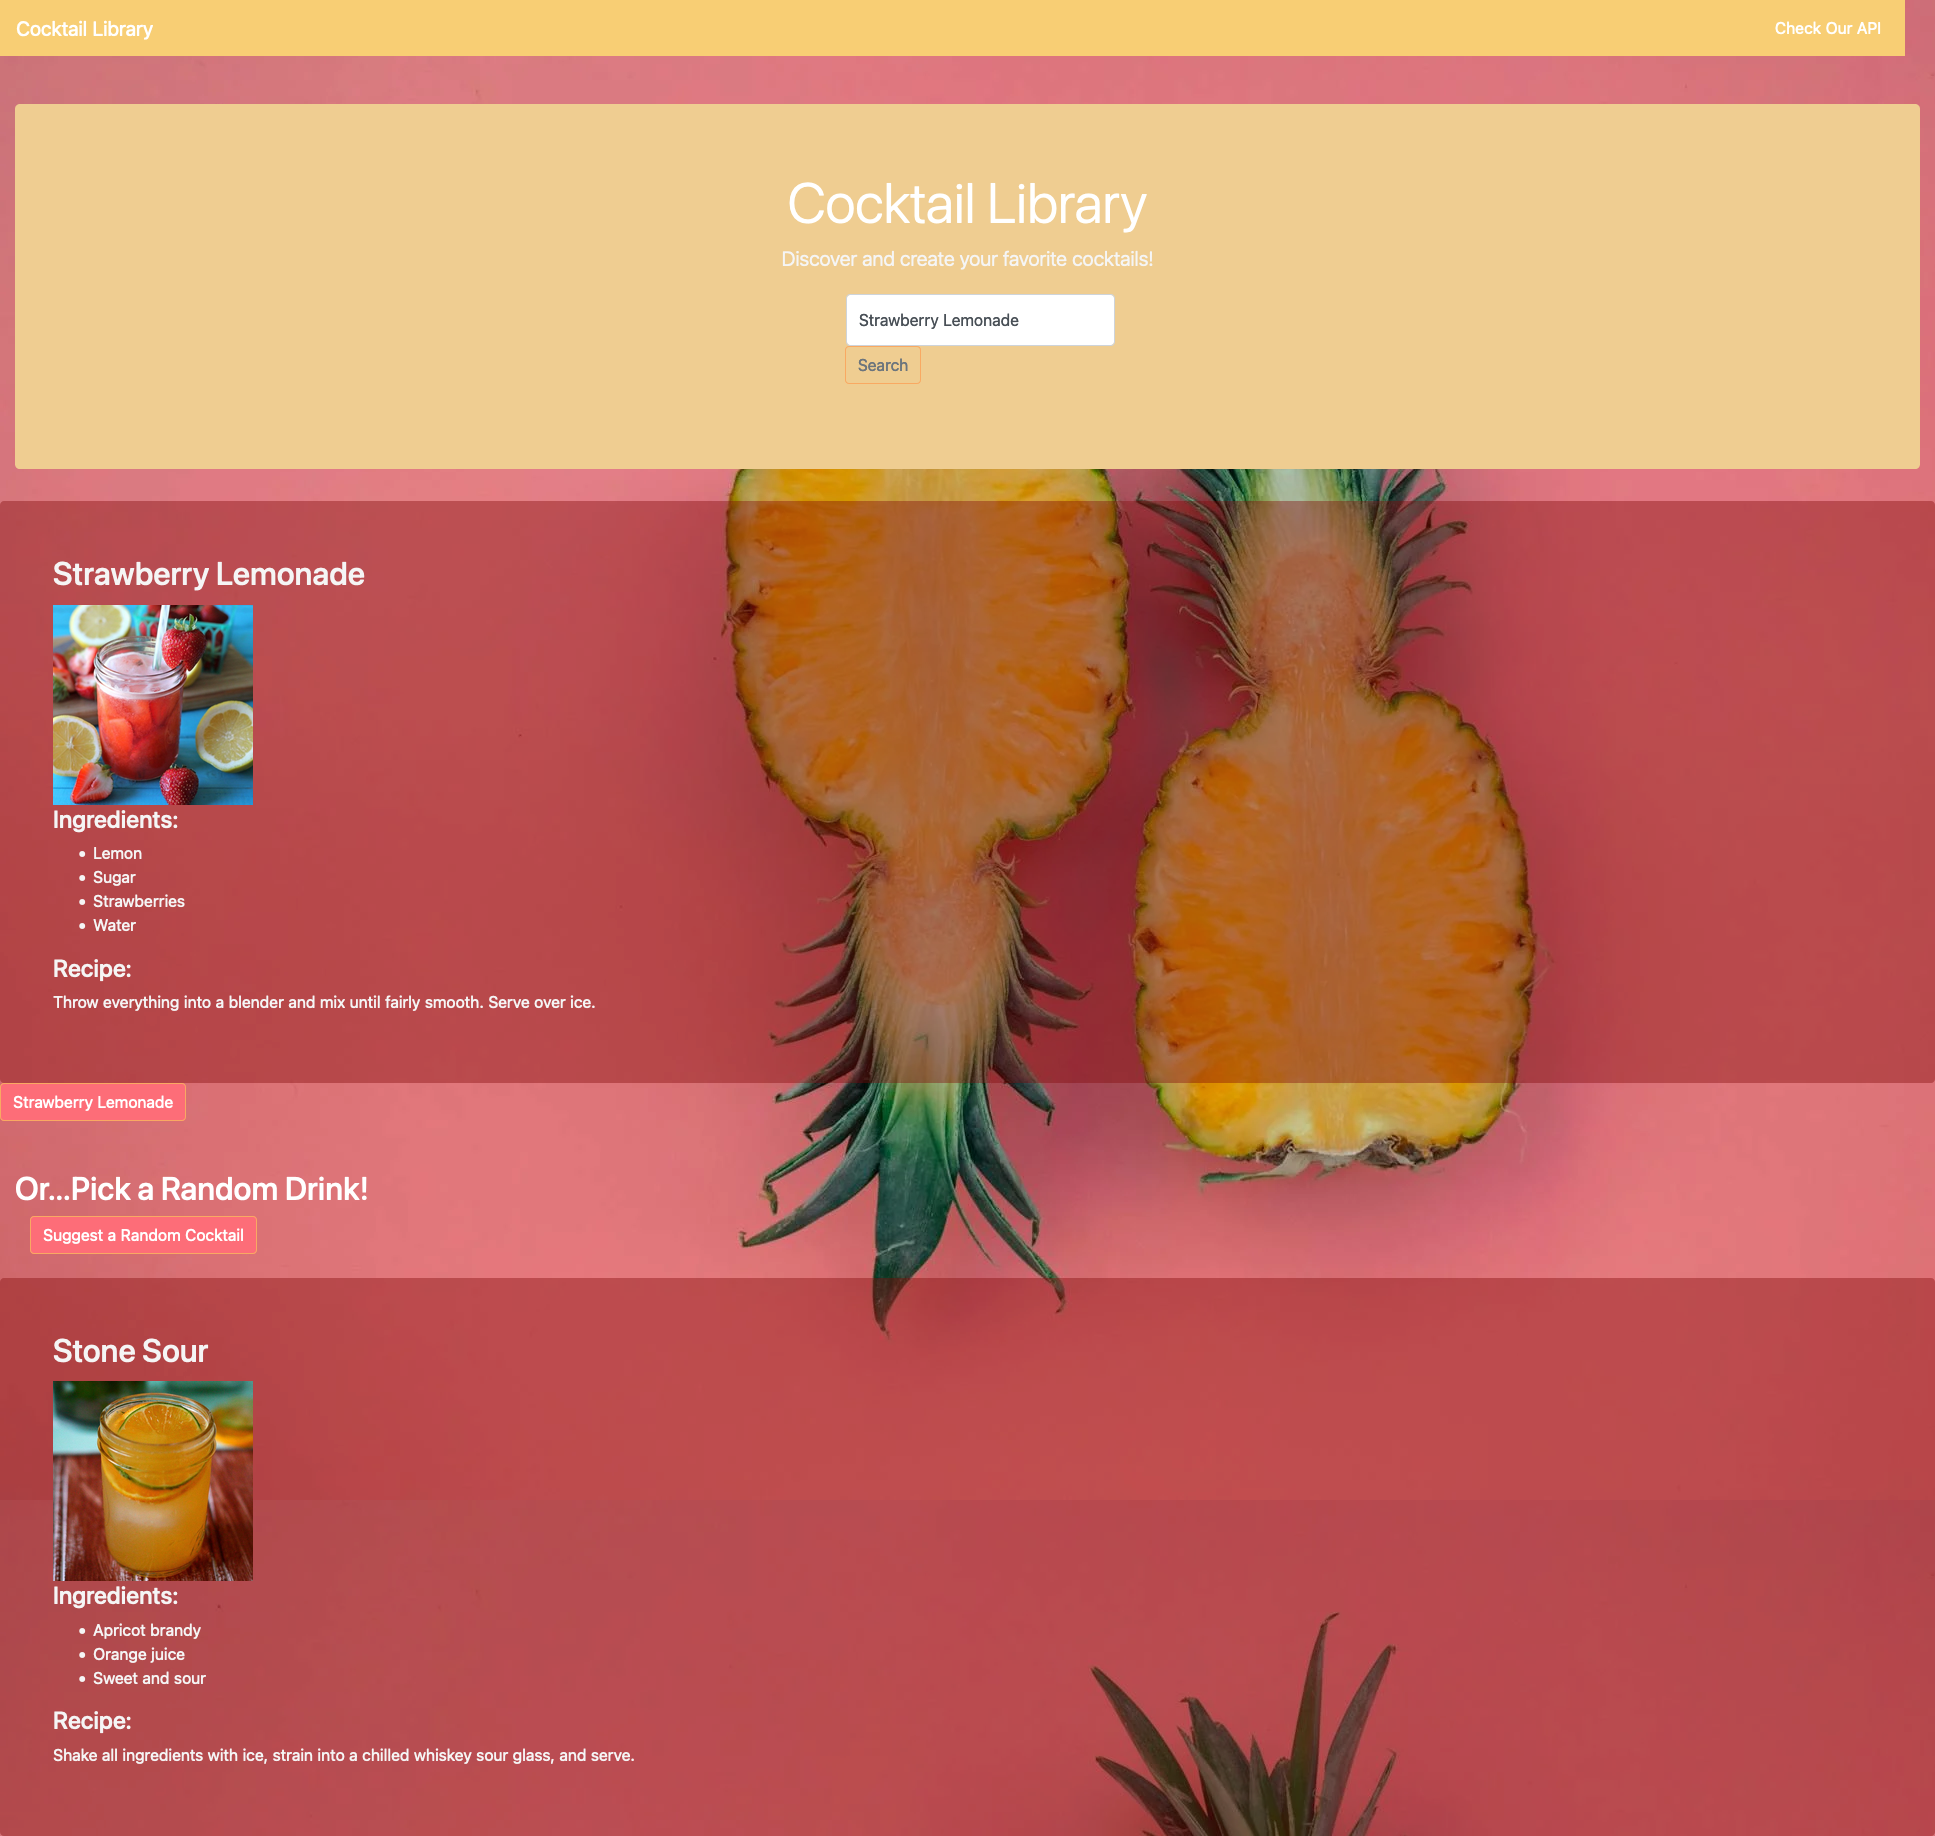 Cocktail Library
Check Our API
Cocktail Library
Discover and create your favorite cocktails!
Strawberry Lemonade
Search
Strawberry Lemonade
Ingredients:
Lemon
Sugar
Strawberries
Water
Recipe:
Throw everything into a blender and mix until fairly smooth. Serve over ice.
Strawberry Lemonade
Or...Pick a Random Drink!
Suggest a Random Cocktail
Stone Sour
Ingredients:
Apricot brandy
Orange juice
Sweet and sour
Recipe:
Shake all ingredients with ice, strain into a chilled whiskey sour glass, and serve.